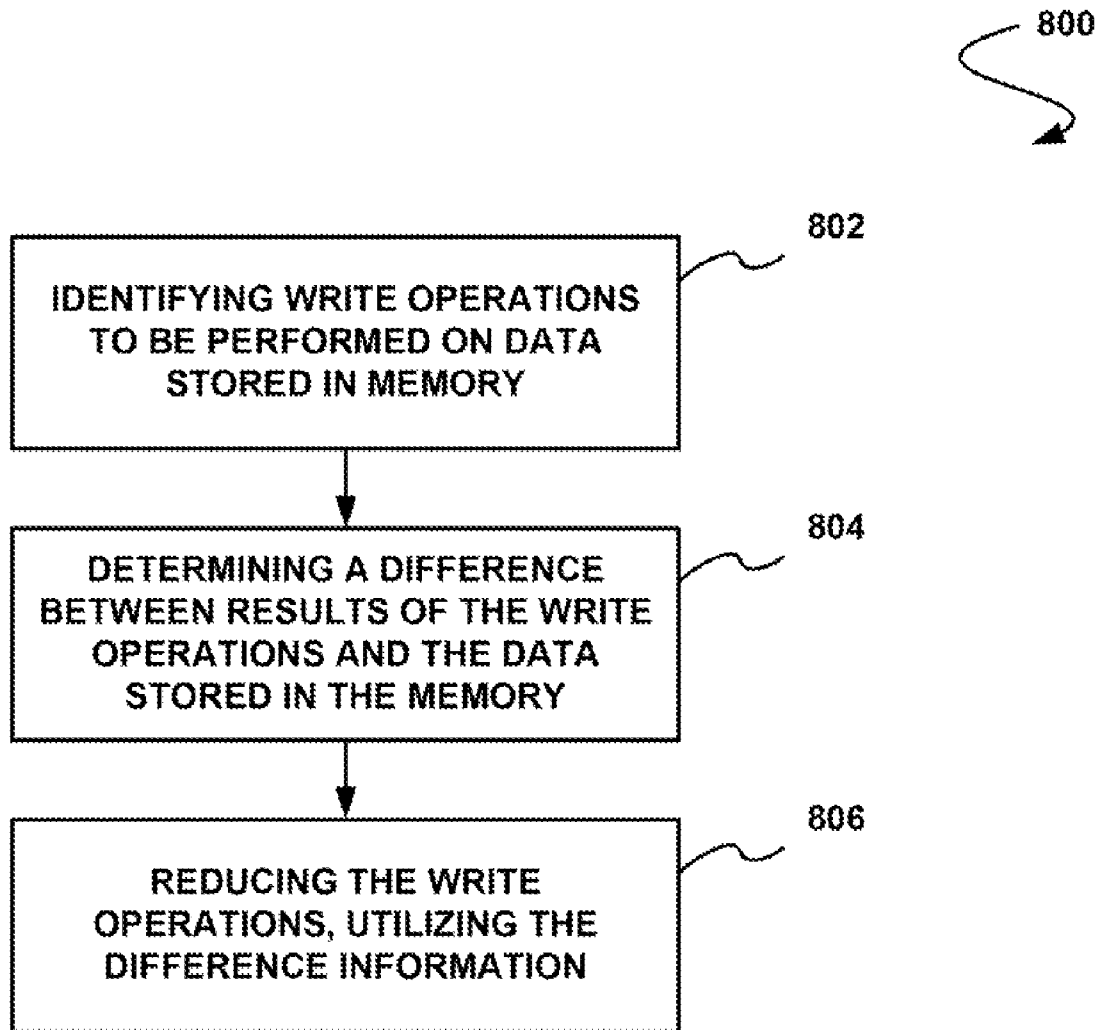 800
802
IDENTIFYING WRITE OPERATIONS
TO BE PERFORMED ON DATA
STORED IN MEMORY
804
DETERMINING A DIFFERENCE
BETWEEN RESULTS OF THE WRITE
OPERATIONS AND THE DATA
STORED IN THE MEMORY
806
REDUCING THE WRITE
OPERATIONS, UTILIZING THE
DIFFERENCE INFORMATION